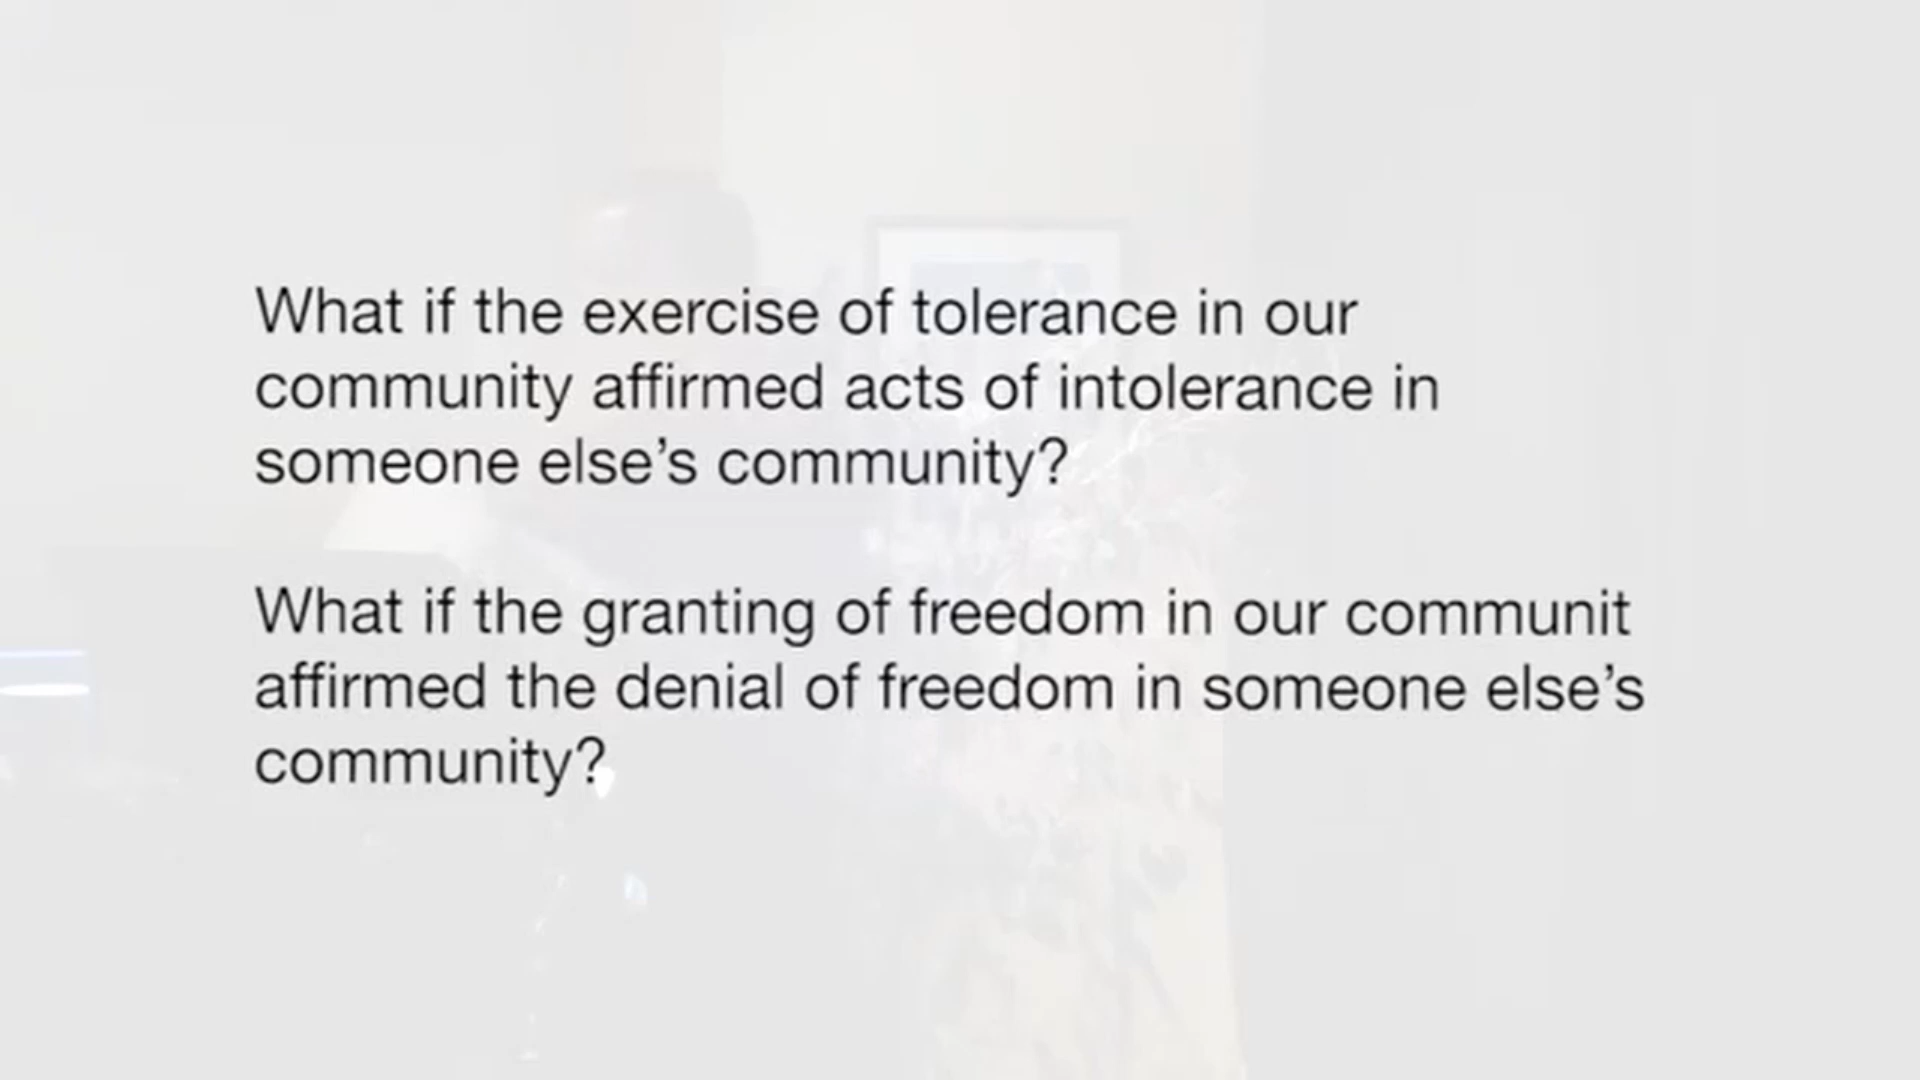 What if the exercise of tolerance in our
community affirmed acts of intolerance in
someone else’s community?
What if the granting of freedom in our communit
affirmed the denial of freedom in someone else’s
community?